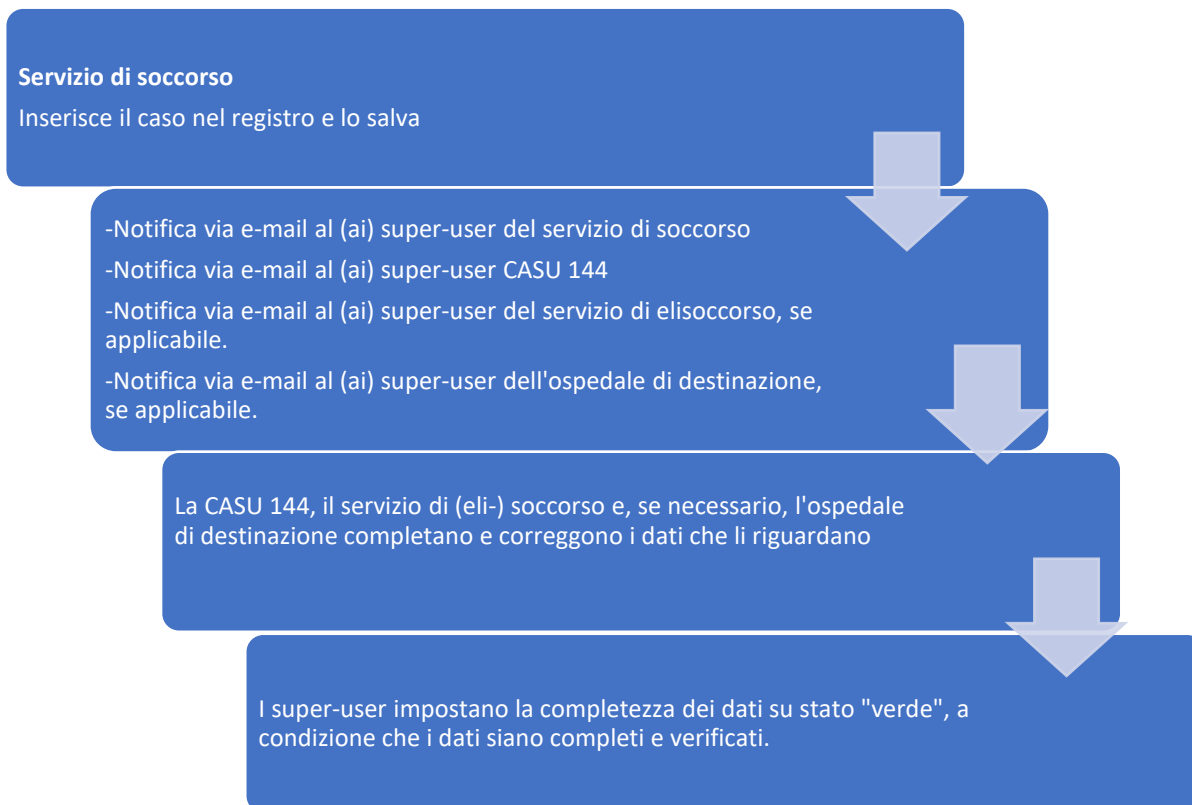 Servizio di soccorso
Inserisce il caso nel registro e lo salva
-Notifica via e-mail al (ai) super-user del servizio di soccorso
-Notifica via e-mail al (ai) super-user CASU 144
-Notifica via e-mail al (ai) super-user del servizio di elisoccorso, se
applicabile.
-Notifica via e-mail al (ai) super-user dell'ospedale di destinazione,
se applicabile.
La CASU 144, il servizio di (eli-) soccorso e, se necessario, l'ospedale
di destinazione completano e correggono i dati che li riguardano
I super-user impostano la completezza dei dati su stato "verde", a
condizione che i dati siano completi e verificati.